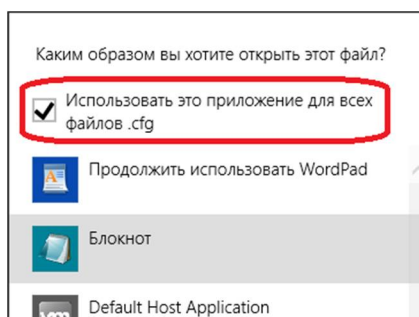 Каким образом вы хотите открыть этот файл?
Использовать это приложение для всех
файлов .cfg
Продолжить использовать WordPad
Блокнот
Default Host Application
vm